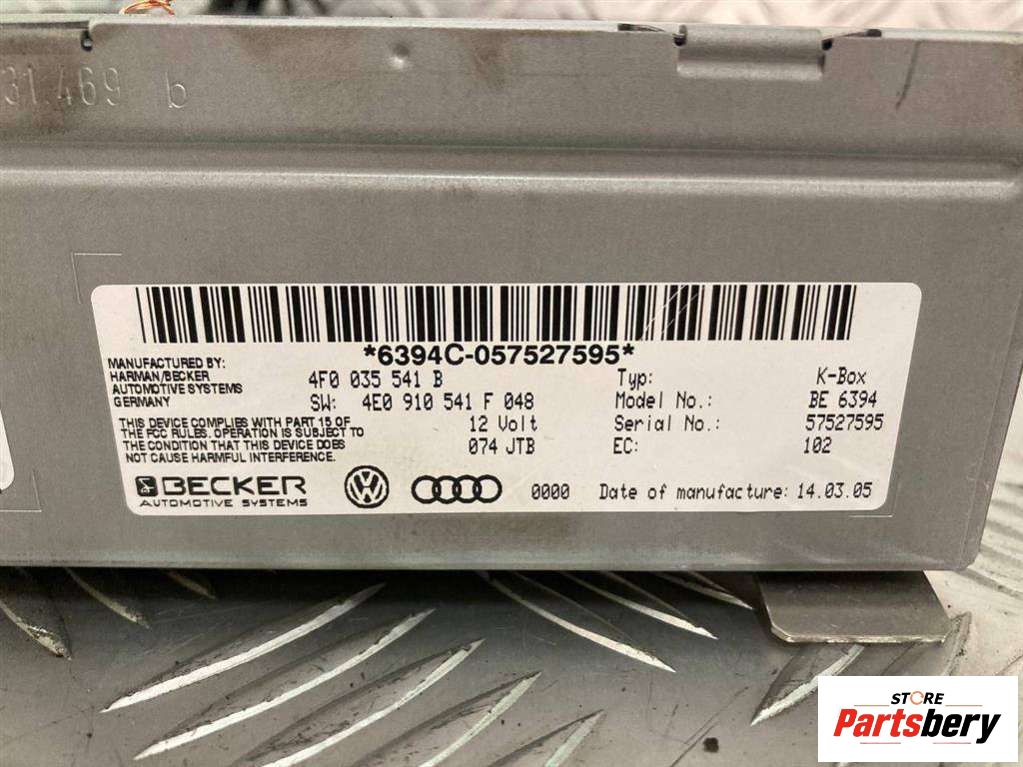 31.469 b
*6394C-057527595*
MANUFACTURED BY:
HARMAN/BECKER
AUTOMOTIVE SYSTEMS
GERMANY
4F0 035 541 B
SW: 4E0 910 541 F 048
12 Volt
074 JTB
Typ: K-Box
Model No.: BE 6394
Serial No.: 57527595
EC: 102
THIS DEVICE COMPLIES WITH PART 15 OF
THE FCC RULES. OPERATION IS SUBJECT TO
THE CONDITION THAT THIS DEVICE DOES
NOT CAUSE HARMFUL INTERFERENCE.
BECKER
AUTOMOTIVE SYSTEMS
0000 Date of manufacture: 14.03.05
STORE
Partsbery